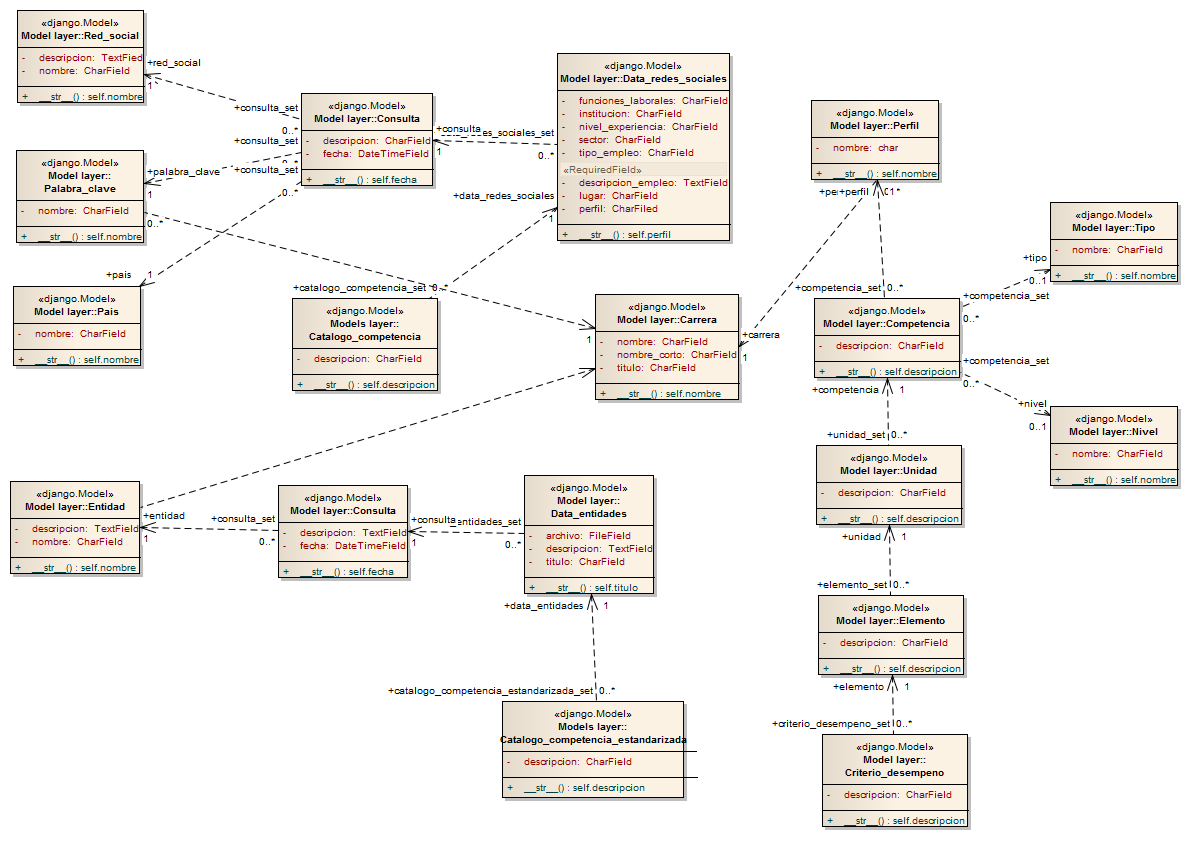 «django.Model»
Model layer::Red_social
- descripcion: TextField
- nombre: CharField
+ __str__() : self.nombre
+red_social
1
+consulta_set
0..*
«django.Model»
Model layer::Consulta
- descripcion: CharField
- fecha: DateTimeField
+ __str__() : self.fecha
+consulta
1
es_sociales_set
0..*
«django.Model»
Model layer::Data_redes_sociales
- funciones_laborales: CharField
- institucion: CharField
- nivel_experiencia: CharField
- sector: CharField
- tipo_empleo: CharField
«RequiredField»
- descripcion_empleo: TextField
- lugar: CharField
- perfil: CharFiled
+ __str__() : self.perfil
«django.Model»
Model layer::Perfil
- nombre: char
+ __str__() : self.nombre
+perfil
1
*
«django.Model»
Model layer::
Palabra_clave
- nombre: CharField
+ __str__() : self.nombre
+palabra_clave
1
0..*
+consulta_set
+consulta_set
0..*
+data_redes_sociales
1
+pais
1
«django.Model»
Model layer::Pais
- nombre: CharField
+ __str__() : self.nombre
+catalogo_competencia_set
0..*
«django.Model»
Models layer::
Catalogo_competencia
- descripcion: CharField
+ __str__() : self.descripcion
1
«django.Model»
Model layer::Carrera
- nombre: CharField
- nombre_corto: CharField
- titulo: CharField
+ __str__() : self.nombre
+carrera
1
«django.Model»
Model layer::Tipo
- nombre: CharField
+ __str__() : self.nombre
+tipo
0..1
+competencia_set
0..*
+competencia_set
0..*
«django.Model»
Model layer::Competencia
- descripcion: CharField
+ __str__() : self.descripcion
+competencia_set
0..*
+nivel
0..1
«django.Model»
Model layer::Nivel
- nombre: CharField
+ __str__() : self.nombre
+competencia
1
+unidad_set
0..*
«django.Model»
Model layer::Unidad
- descripcion: CharField
+ __str__() : self.descripcion
+unidad
1
«django.Model»
Model layer::Entidad
- descripcion: TextField
- nombre: CharField
+ __str__() : self.nombre
+entidad
1
+consulta_set
0..*
«django.Model»
Model layer::Consulta
- descripcion: TextField
- fecha: DateTimeField
+ __str__() : self.fecha
+consulta
1
entidades_set
0..*
«django.Model»
Model layer::
Data_entidades
- archivo: FileField
- descripcion: TextField
- titulo: CharField
+ __str__() : self.titulo
+data_entidades
1
+elemento_set
0..*
«django.Model»
Model layer::Elemento
- descripcion: CharField
+ __str__() : self.descripcion
+elemento
1
+catalogo_competencia_estandarizada_set
0..*
«django.Model»
Models layer::
Catalogo_competencia_estandarizada
- descripcion: CharField
+ __str__() : self.descripcion
+criterio_desempeno_set
0..*
«django.Model»
Model layer::
Criterio_desempeno
- descripcion: CharField
+ __str__() : self.descripcion